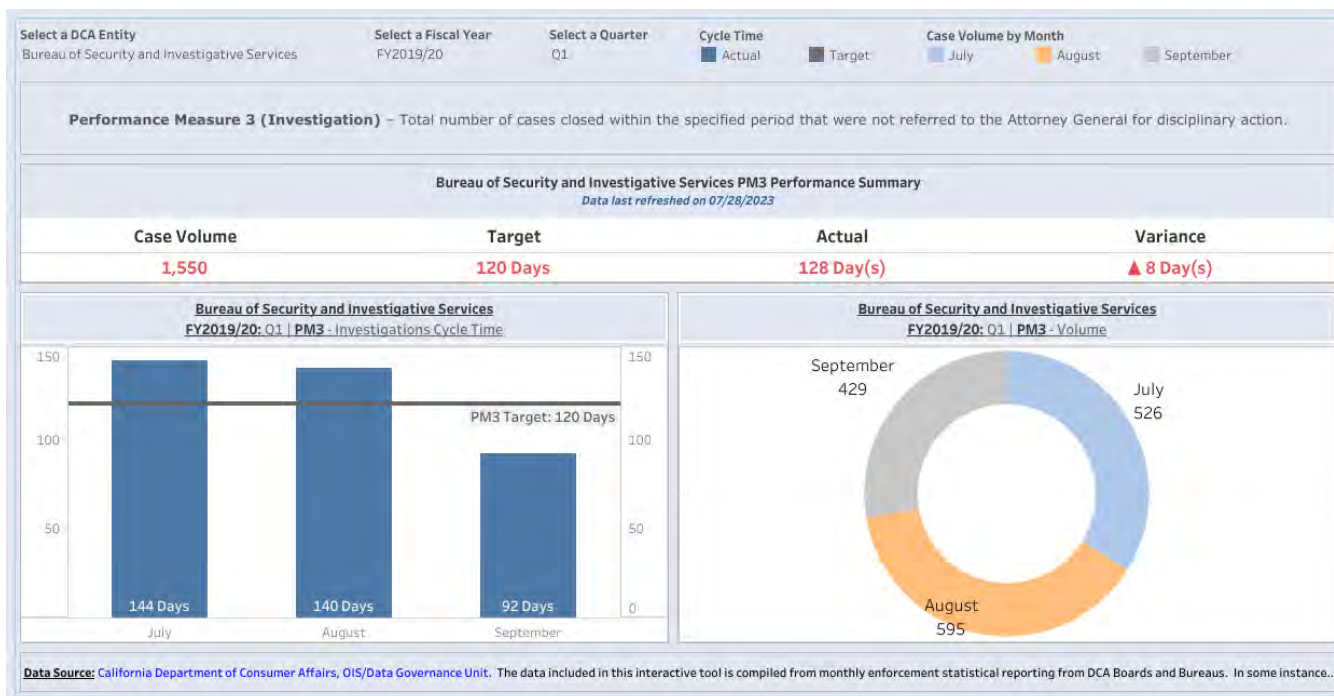 Select a DCA Entity
Select a Fiscal Year
Select a Quarter
Cycle Time
Case Volume by Month
Bureau of Security and Investigative Services
FY2019/20
Q1
Actual
Target
July
August
September
Performance Measure 3 (Investigation) – Total number of cases closed within the specified period that were not referred to the Attorney General for disciplinary action.
Bureau of Security and Investigative Services PM3 Performance Summary
Data last refreshed on 07/28/2023
Case Volume
Target
Actual
Variance
1,550
120 Days
128 Day(s)
▲ 8 Day(s)
Bureau of Security and Investigative Services
FY2019/20: Q1 | PM3 - Investigations Cycle Time
150
100
50
150
100
50
0
PM3 Target: 120 Days
144 Days
140 Days
92 Days
July
August
September
Bureau of Security and Investigative Services
FY2019/20: Q1 | PM3 - Volume
September
429
July
526
August
595
Data Source: California Department of Consumer Affairs, OIS/Data Governance Unit. The data included in this interactive tool is compiled from monthly enforcement statistical reporting from DCA Boards and Bureaus. In some instance..